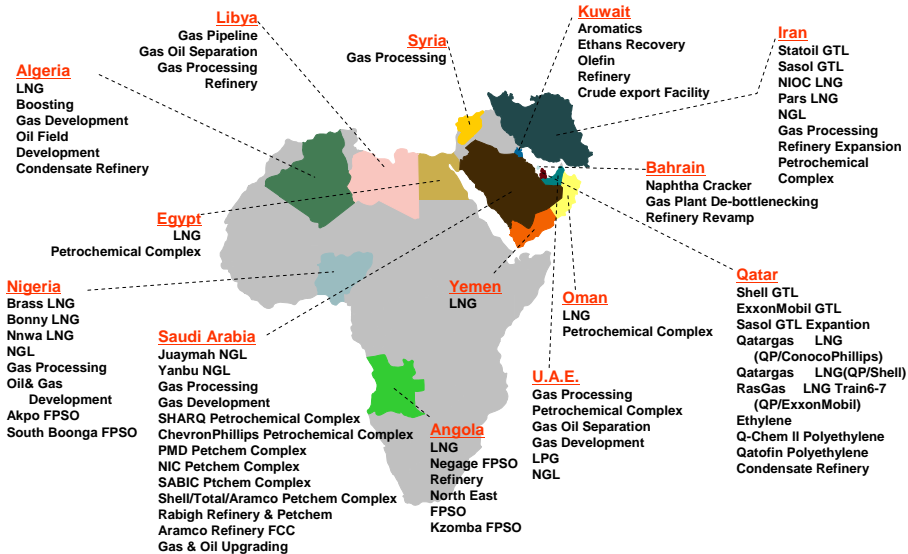 Libya
Gas Pipeline
Gas Oil Separation
Gas Processing
Refinery
Syria
Gas Processing
Kuwait
Aromatics
Ethans Recovery
Olefin
Refinery
Crude export Facility
Iran
Statoil GTL
Sasol GTL
NIOC LNG
Pars LNG
NGL
Gas Processing
Refinery Expansion
Petrochemical
Complex
Algeria
LNG
Boosting
Gas Development
Oil Field
Development
Condensate Refinery
Bahrain
Naphtha Cracker
Gas Plant De-bottlenecking
Refinery Revamp
Egypt
LNG
Petrochemical Complex
Nigeria
Brass LNG
Bonny LNG
Nnwa LNG
NGL
Gas Processing
Oil& Gas
Development
Akpo FPSO
South Boonga FPSO
Saudi Arabia
Juaymah NGL
Yanbu NGL
Gas Processing
Gas Development
SHARQ Petrochemical Complex
ChevronPhillips Petrochemical Complex
PMD Petchem Complex
NIC Petchem Complex
SABIC Ptchem Complex
Shell/Total/Aramco Petchem Complex
Rabigh Refinery & Petchem
Aramco Refinery FCC
Gas & Oil Upgrading
Yemen
LNG
Angola
LNG
Negage FPSO
Refinery
North East
FPSO
Kzomba FPSO
Oman
LNG
Petrochemical Complex
U.A.E.
Gas Processing
Petrochemical Complex
Gas Oil Separation
Gas Development
LPG
NGL
Qatar
Shell GTL
ExxonMobil GTL
Sasol GTL Expantion
Qatargas LNG
(QP/ConocoPhillips)
Qatargas LNG(QP/Shell)
RasGas LNG Train6-7
(QP/ExxonMobil)
Ethylene
Q-Chem II Polyethylene
Qatofin Polyethylene
Condensate Refinery